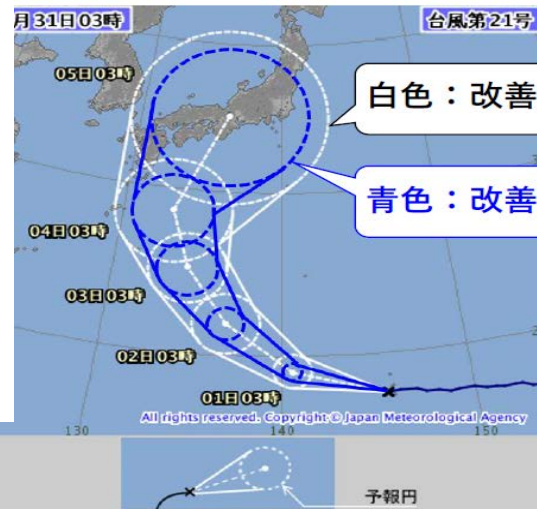 月31日03時
台風第21号
05日03時
白色：改善
青色：改善
04日03時
03日03時
02日03時
01日03時
All rights reserved. Copyright © Japan Meteorological Agency
130
140
150
予報円